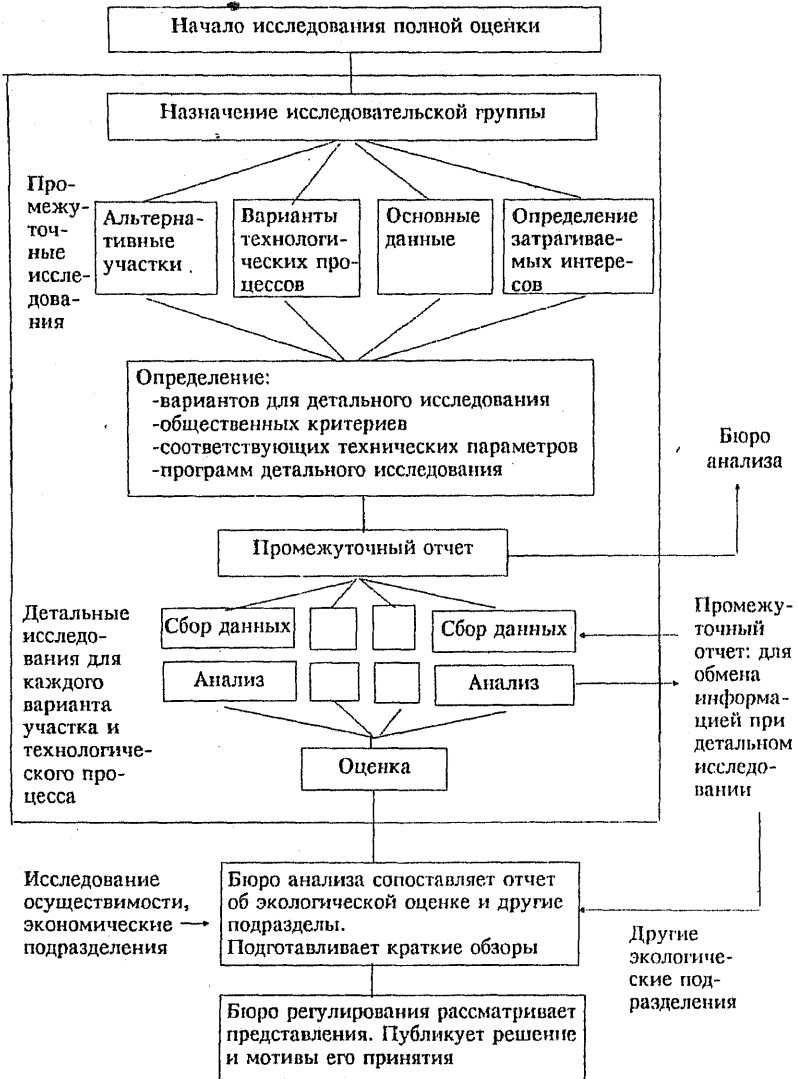 Начало исследования полной оценки
Назначение исследовательской группы
Про-
межу-
точ-
ные
иссле-
дова-
ния
Альтерна-
тивные
участки
Варианты
технологи-
ческих про-
цессов
Основные
данные
Определение
затрагивае-
мых интере-
сов
Определение:
-вариантов для детального исследования
-общественных критериев
-соответствующих технических параметров
-программ детального исследования
Бюро
анализа
Промежуточный отчет
Детальные
исследо-
вания для
каждого
варианта
участка и
технологиче-
ского про-
цесса
Сбор данных
Сбор данных
Анализ
Анализ
Оценка
Промежу-
точный
отчет: для
обмена
информа-
цией при
детальном
исследо-
вании
Исследование
осуществимости,
экономические
подразделения
Бюро анализа сопоставляет отчет
об экологической оценке и другие
подразделы.
Подготавливает краткие обзоры
Другие
экологиче-
ские под-
разделения
Бюро регулирования рассматривает
представления. Публикует решение
и мотивы его принятия